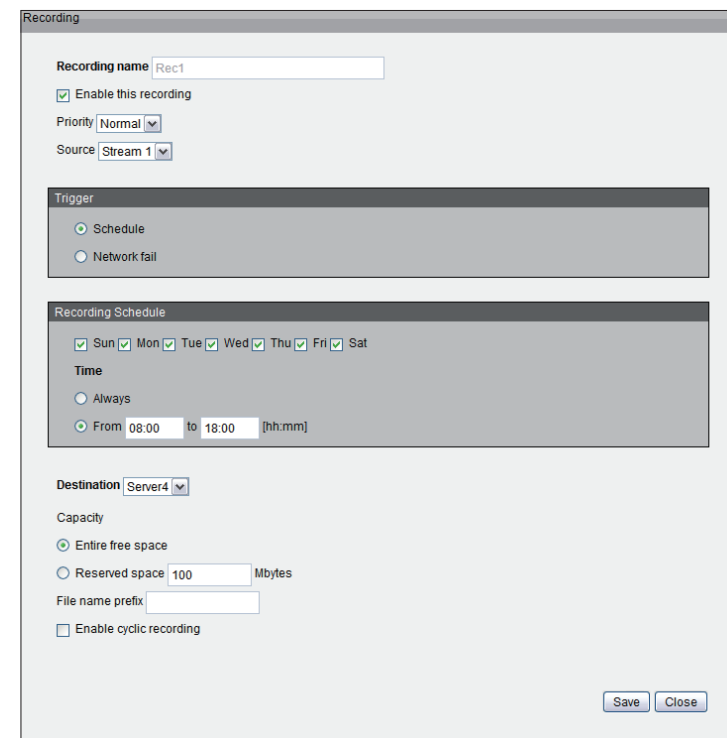 Recording
Recording name Rec1
Enable this recording
Priority Normal
Source Stream 1
Trigger
Schedule
Network fail
Recording Schedule
Sun Mon Tue Wed Thu Fri Sat
Time
Always
From 08:00 to 18:00 [hh:mm]
Destination Server4
Capacity
Entire free space
Reserved space 100 Mbytes
File name prefix
Enable cyclic recording
Save Close